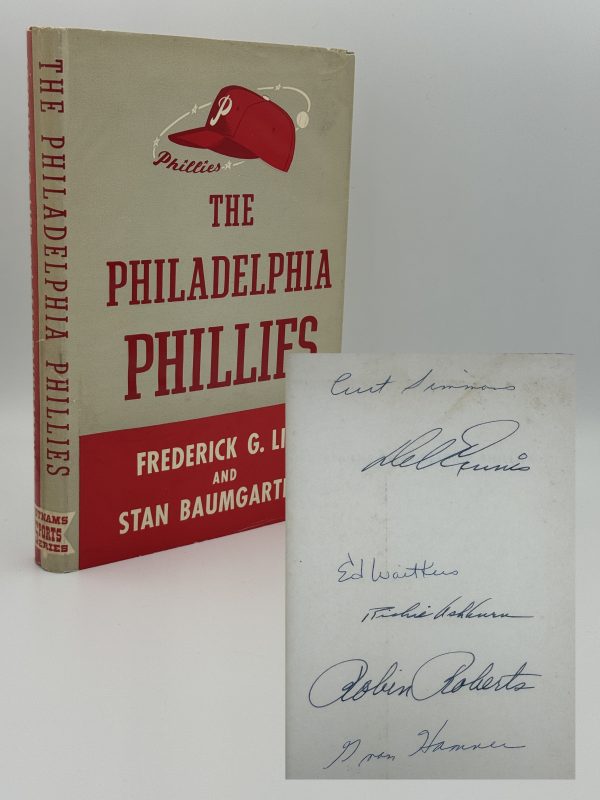 THE PHILADELPHIA PHILLIES
P
Phillies
THE
PHILADELPHIA
PHILLIES
FREDERICK G. LI
AND
STAN BAUMGART
PUTNAMS
SPORTS
SERIES
Curt Simmons
Del Ennis
Ed Waitkus
Richie Ashburn
Robin Roberts
Gran Hamner